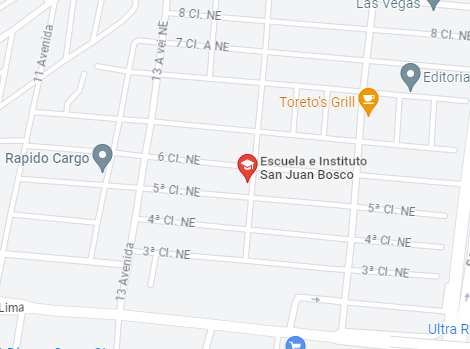 Las Vegas
8 Cl. NE
8 Cl. NE
7 Cl. A NE
11 Avenida
13 A vei NE
Editoria
Toreto's Grill
Rapido Cargo
6 Cl. NE
Escuela e Instituto
San Juan Bosco
5ª Cl. NE
5ª Cl. NE
4ª Cl. NE
4ª Cl. NE
3ª Cl. NE
3ª Cl. NE
13 Avenida
Lima
Ultra R